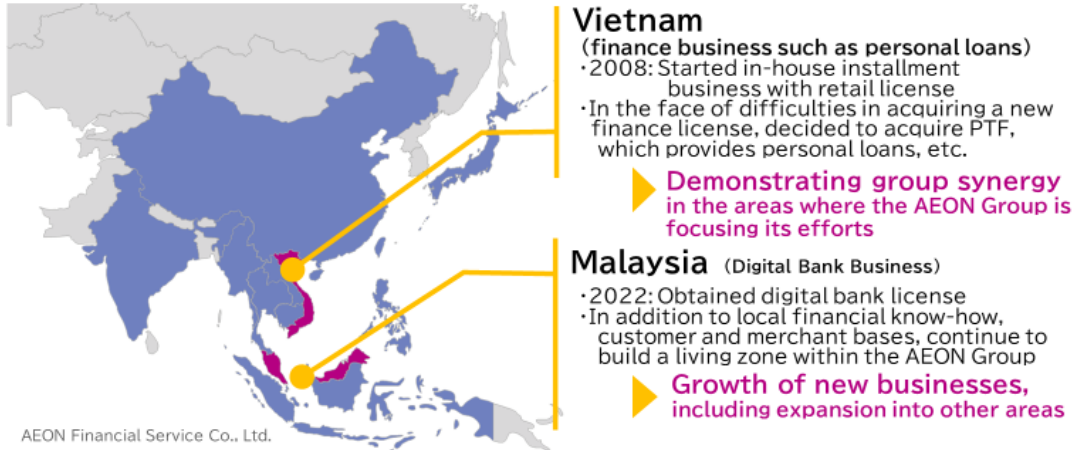 Vietnam
(finance business such as personal loans)
・2008: Started in-house installment
business with retail license
・In the face of difficulties in acquiring a new
finance license, decided to acquire PTF,
which provides personal loans, etc.
Demonstrating group synergy
in the areas where the AEON Group is
focusing its efforts
Malaysia (Digital Bank Business)
・2022: Obtained digital bank license
・In addition to local financial know-how,
customer and merchant bases, continue to
build a living zone within the AEON Group
Growth of new businesses,
including expansion into other areas
AEON Financial Service Co., Ltd.